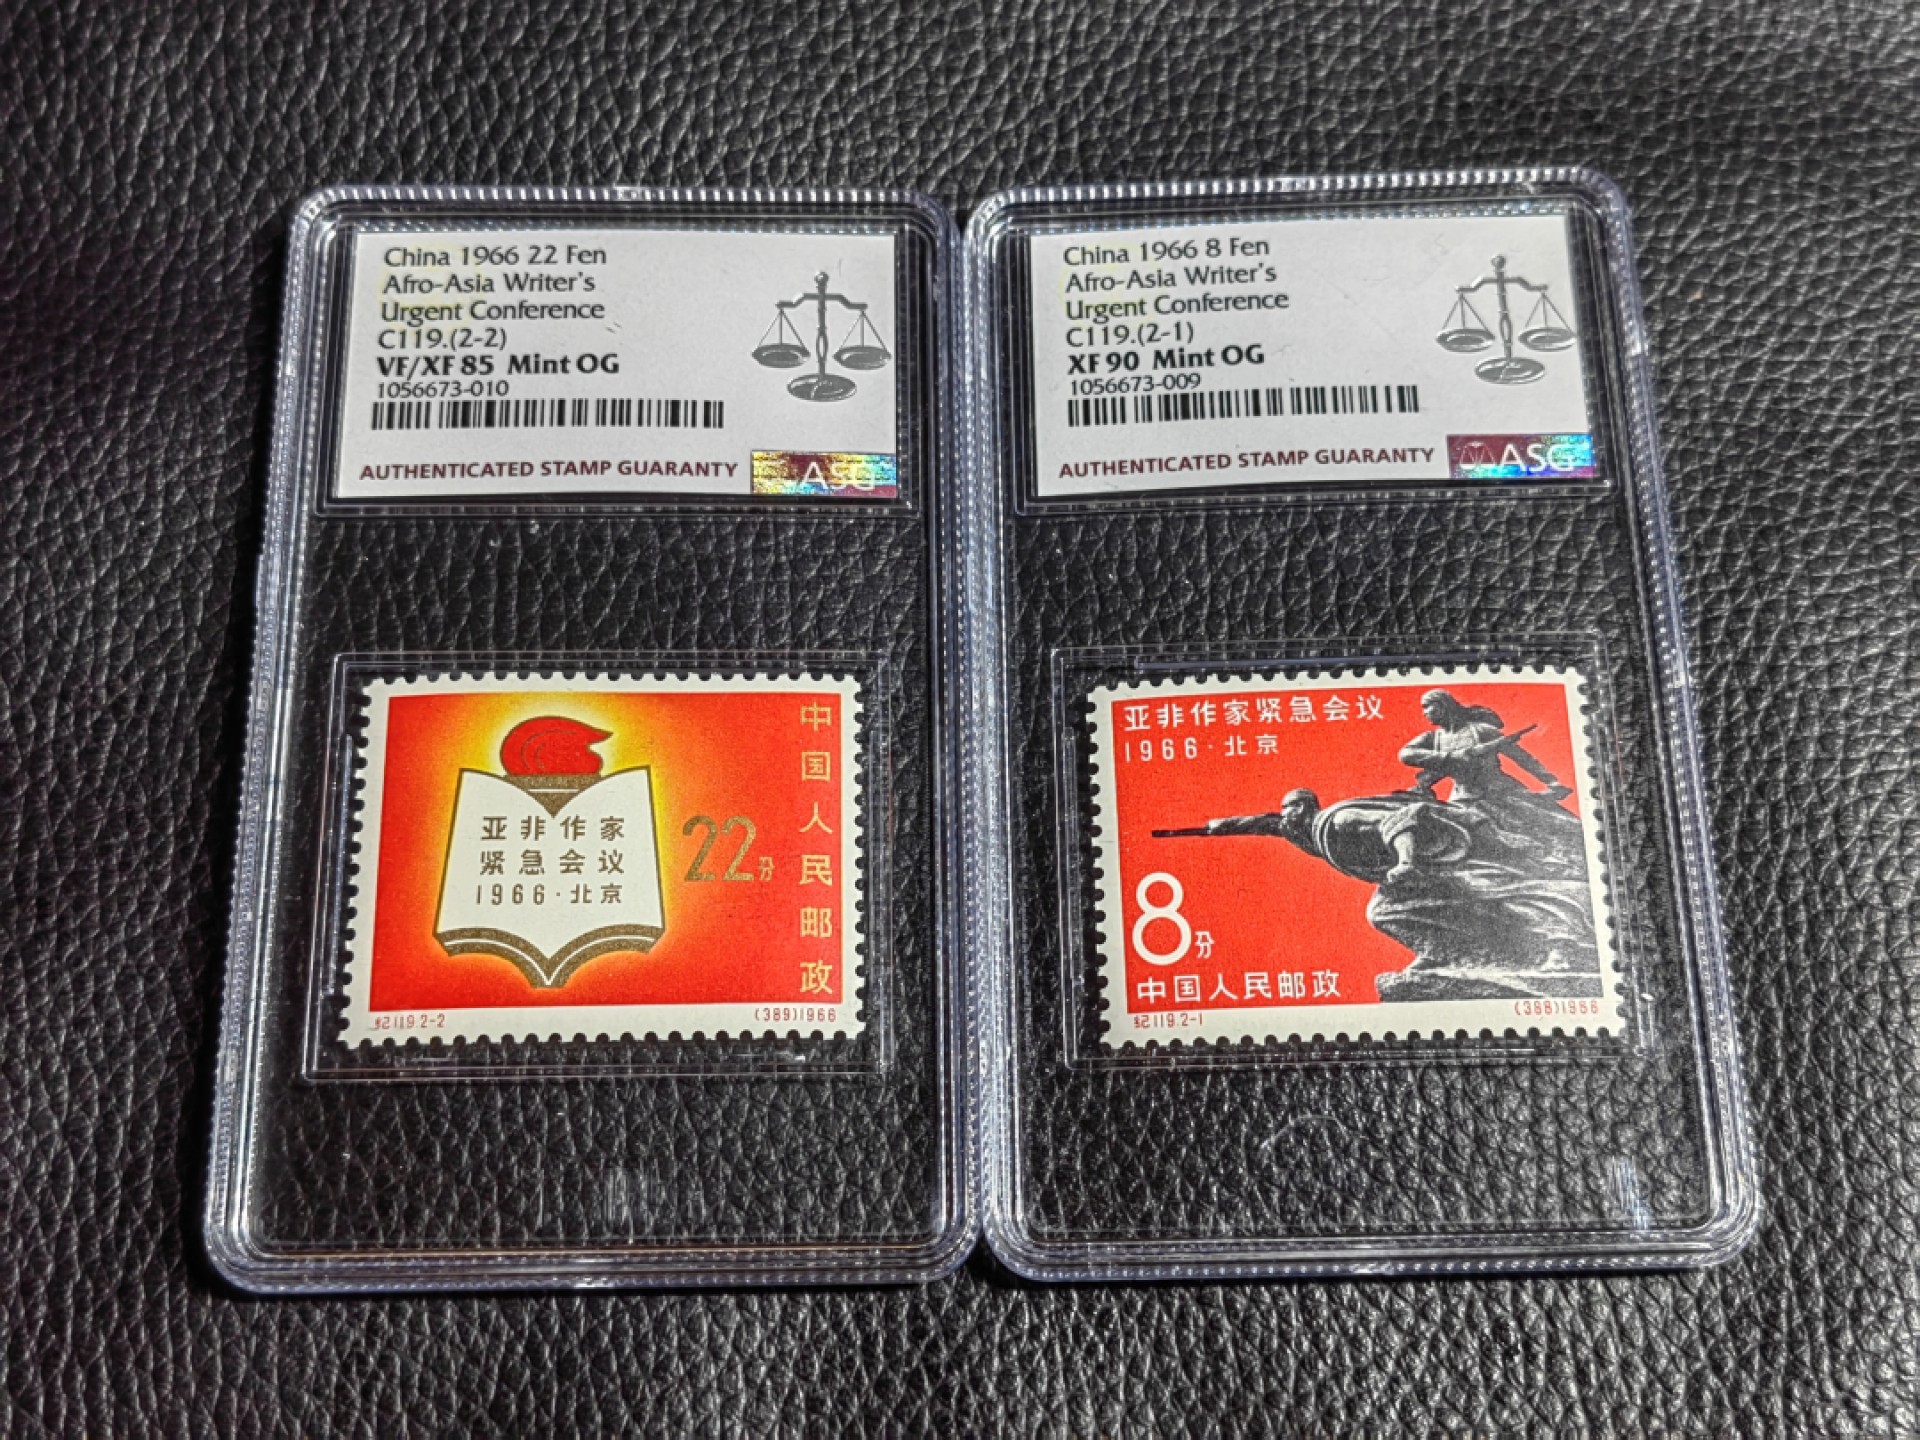 China 1966 22 Fen
Afro-Asia Writer's
Urgent Conference
C119.(2-2)
VF/XF 85 Mint OG
1056673-010
AUTHENTICATED STAMP GUARANTY
ASG
中国人民邮政
亚非作家
紧急会议
1966·北京
22分
纪119.2-2
(389)1966
China 1966 8 Fen
Afro-Asia Writer's
Urgent Conference
C119.(2-1)
XF 90 Mint OG
1056673-009
AUTHENTICATED STAMP GUARANTY
ASG
亚非作家紧急会议
1966·北京
8分
中国人民邮政
纪119.2-1
(388)1966